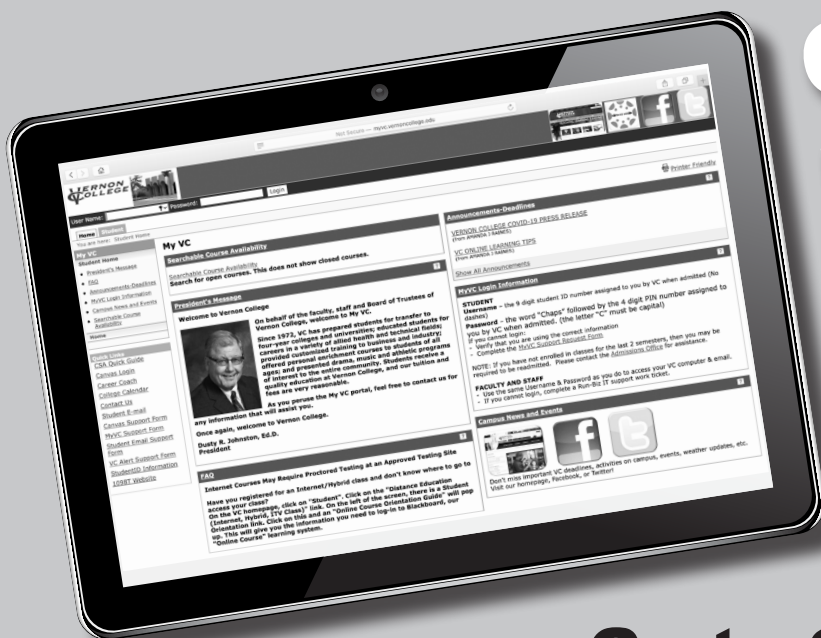 Not Secure — myvc.vernoncollege.edu
VERNON
COLLEGE
User Name:
Password:
Login
Home Student
You are here: Student Home
Printer Friendly
My VC
Student Home
President's Message
FAQ
Announcements-Deadlines
MyVC Login Information
Campus News and Events
Searchable Course
Availability
Home
Quick Links
CSA Quick Guide
Canvas Login
Career Coach
College Calendar
Contact Us
Student E-mail
Canvas Support Form
MyVC Support Form
Student Email Support
Form
VC Alert Support Form
StudentID Information
1098T Website
My VC
Searchable Course Availability
Searchable Course Availability
Search for open courses. This does not show closed courses.
President's Message
Welcome to Vernon College
On behalf of the faculty, staff and Board of Trustees of
Vernon College, welcome to My VC.
Since 1972, VC has prepared students for transfer to
four-year colleges and universities; educated students for
careers in a variety of allied health and technical fields;
provided customized training to business and industry;
offered personal enrichment courses to students of all
ages; and presented drama, music and athletic programs
of interest to the entire community. Students receive a
quality education at Vernon College, and our tuition and
fees are very reasonable.
As you peruse the My VC portal, feel free to contact us for
any information that will assist you.
Once again, welcome to Vernon College.
Dusty R. Johnston, Ed.D.
President
FAQ
Internet Courses May Require Proctored Testing at an Approved Testing Site
Have you registered for an Internet/Hybrid class and don't know where to go to
access your class?
On the VC homepage, click on "Student". Click on the "Distance Education
(Internet, Hybrid, ITV Class)" link. On the left of the screen, there is a Student
Orientation link. Click on this and an "Online Course Orientation Guide" will pop
up. This will give you the information you need to log-in to Blackboard, our
"Online Course" learning system.
Announcements-Deadlines
VERNON COLLEGE COVID-19 PRESS RELEASE
(from AMANDA J RAINES)
VC ONLINE LEARNING TIPS
(from AMANDA J RAINES)
Show All Announcements
MyVC Login Information
STUDENT
Username – the 9 digit student ID number assigned to you by VC when admitted (No
dashes)
Password – the word "Chaps" followed by the 4 digit PIN number assigned to
you by VC when admitted. (the letter "C" must be capital)
If you cannot login:
- Verify that you are using the correct information
- Complete the MyVC Support Request Form
NOTE: If you have not enrolled in classes for the last 2 semesters, then you may be
required to be readmitted. Please contact the Admissions Office for assistance.
FACULTY AND STAFF
- Use the same Username & Password as you do to access your VC computer & email.
- If you cannot login, complete a Run-Biz IT support work ticket.
Campus News and Events
Don't miss important VC deadlines, activities on campus, events, weather updates, etc.
Visit our homepage, Facebook, or Twitter!